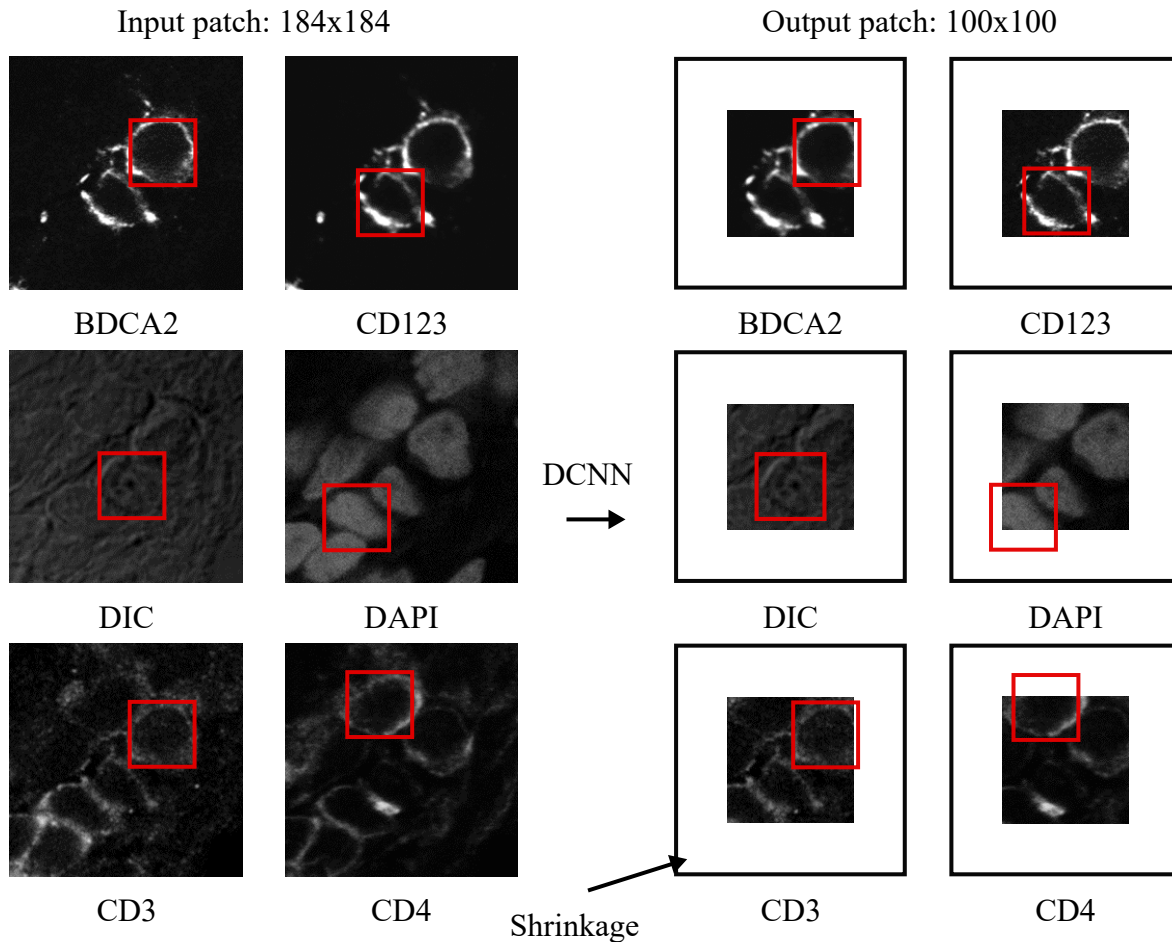 Input patch: 184x184
Output patch: 100x100
BDCA2
CD123
BDCA2
CD123
DCNN
DIC
DAPI
DIC
DAPI
CD3
CD4
Shrinkage
CD3
CD4